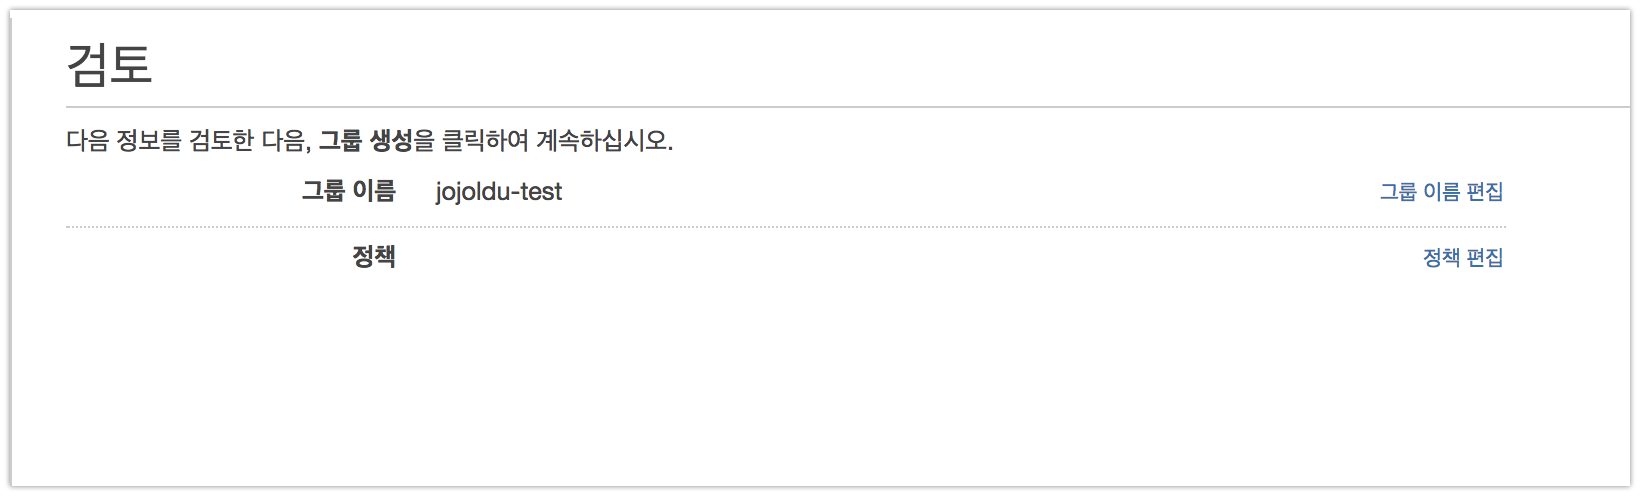 검토
다음 정보를 검토한 다음, 그룹 생성을 클릭하여 계속하십시오.
그룹 이름 jojoldu-test 그룹 이름 편집
정책 정책 편집